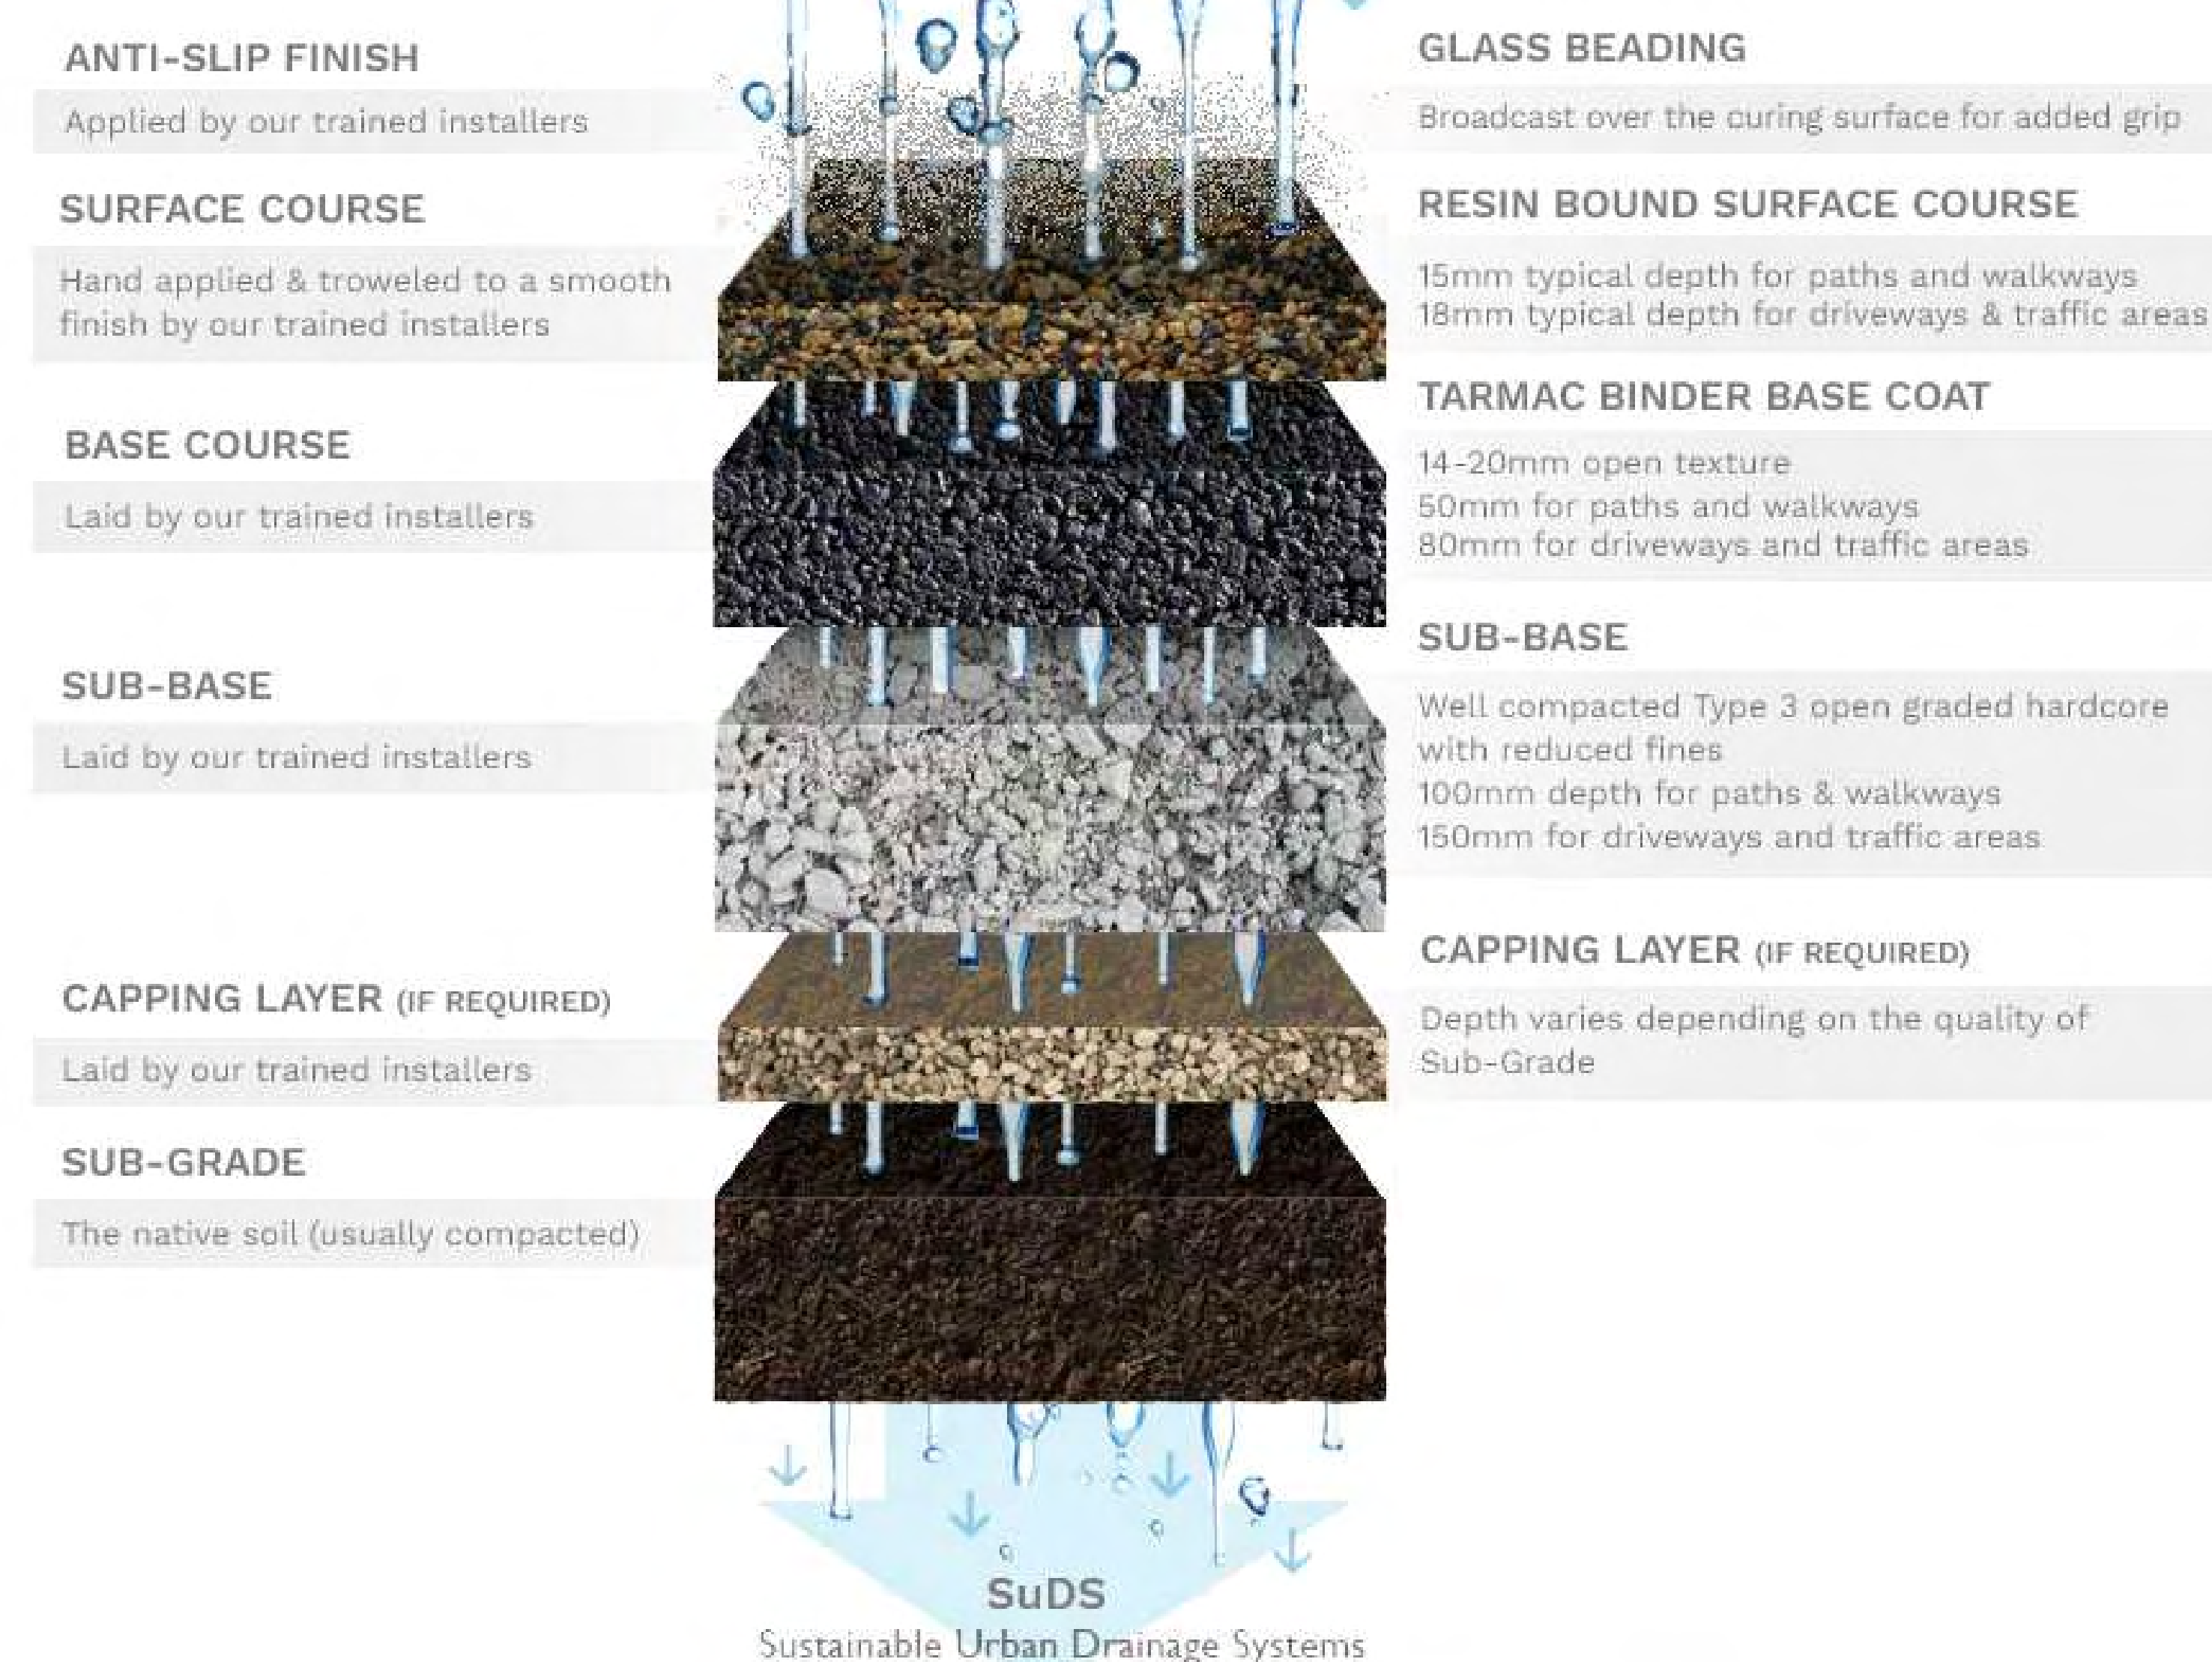 ANTI-SLIP FINISH
Applied by our trained installers
SURFACE COURSE
Hand applied & troweled to a smooth
finish by our trained installers
BASE COURSE
Laid by our trained installers
SUB-BASE
Laid by our trained installers
CAPPING LAYER (IF REQUIRED)
Laid by our trained installers
SUB-GRADE
The native soil (usually compacted)
GLASS BEADING
Broadcast over the curing surface for added grip
RESIN BOUND SURFACE COURSE
15mm typical depth for paths and walkways
18mm typical depth for driveways & traffic areas
TARMAC BINDER BASE COAT
14-20mm open texture
50mm for paths and walkways
80mm for driveways and traffic areas
SUB-BASE
Well compacted Type 3 open graded hardcore
with reduced fines
100mm depth for paths & walkways
150mm for driveways and traffic areas
CAPPING LAYER (IF REQUIRED)
Depth varies depending on the quality of
Sub-Grade
SuDS
Sustainable Urban Drainage Systems